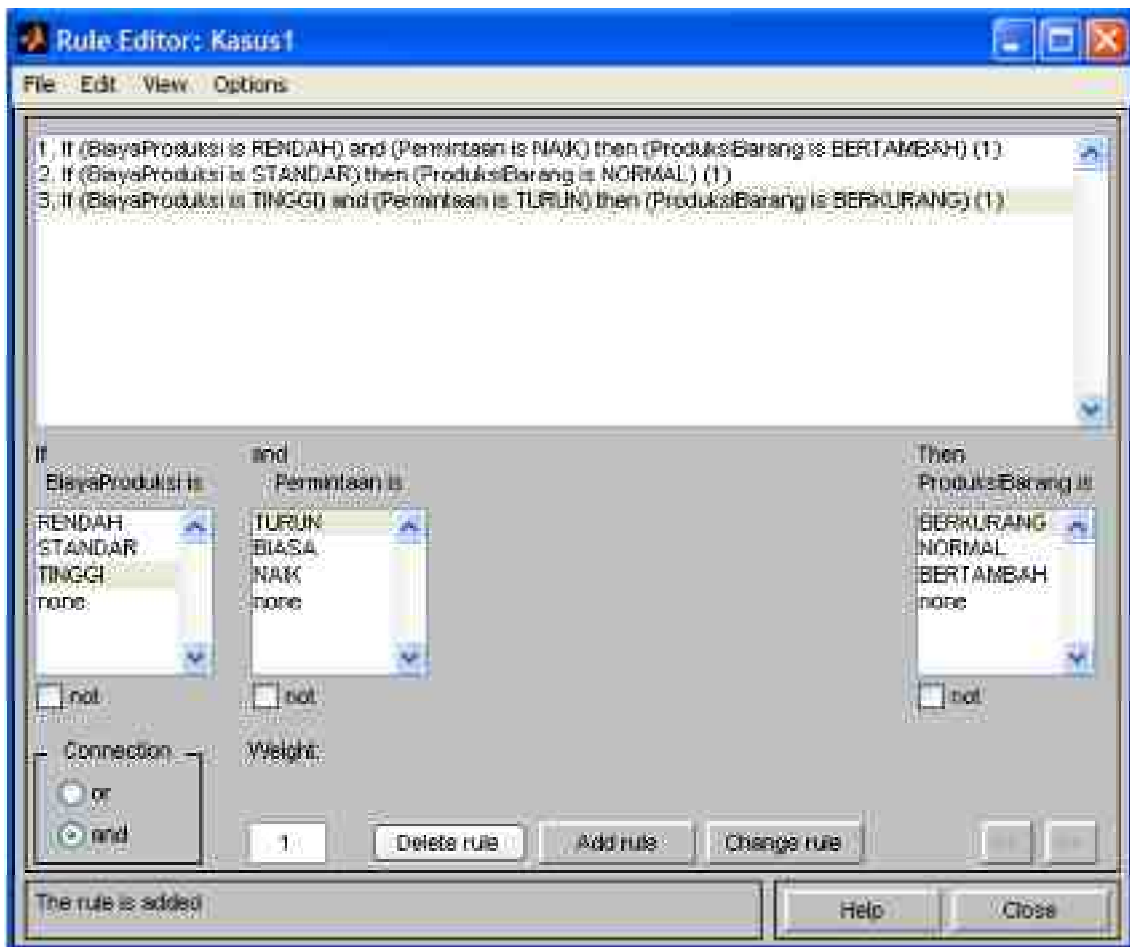 Rule Editor: Kasus1
File Edit View Options
1. If (BiayaProduksi is RENDAH) and (Permintaan is NAIK) then (ProduksiBarang is BERTAMBAH) (1)
2. If (BiayaProduksi is STANDAR) then (ProduksiBarang is NORMAL) (1)
3. If (BiayaProduksi is TINGGI) and (Permintaan is TURUN) then (ProduksiBarang is BERKURANG) (1)
If
BiayaProduksi is
RENDAH
STANDAR
TINGGI
none
not
and
Permintaan is
TURUN
BIASA
NAIK
none
not
Then
ProduksiBarang is
BERKURANG
NORMAL
BERTAMBAH
none
not
Connection
or
and
Weight:
1
Delete rule
Add rule
Change rule
The rule is added
Help
Close